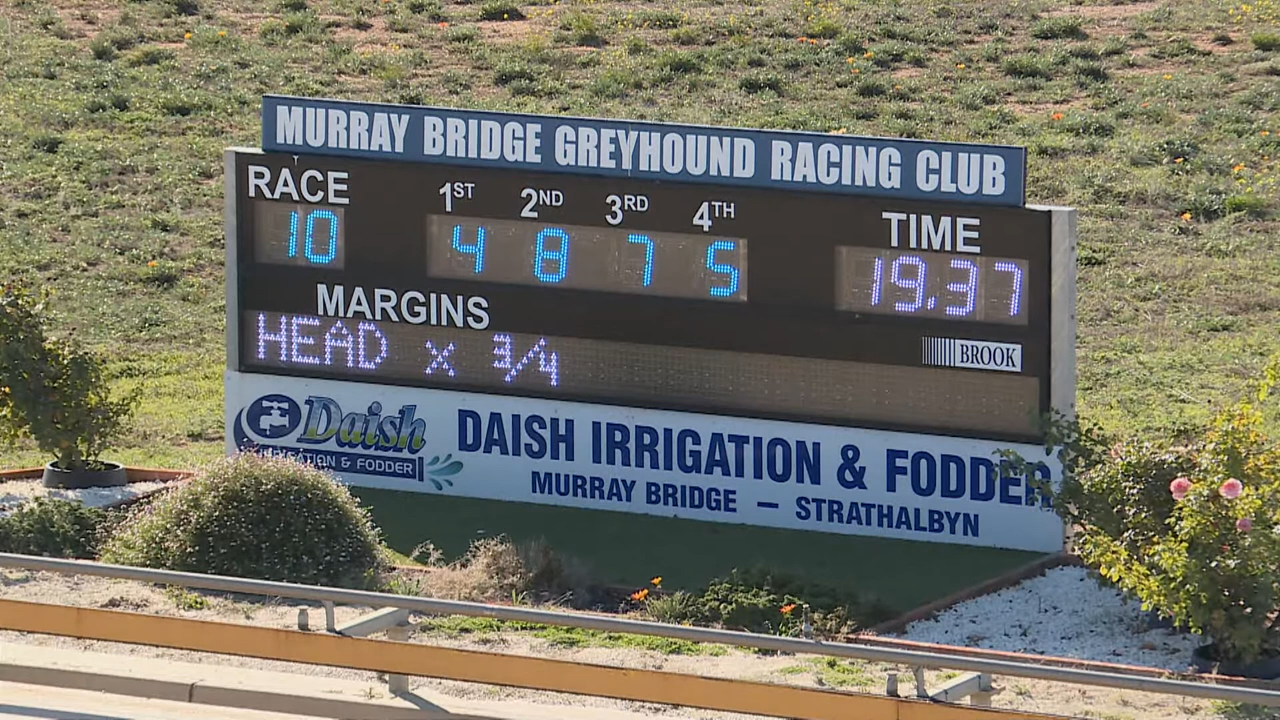 MURRAY BRIDGE GREYHOUND RACING CLUB
RACE 1ST 2ND 3RD 4TH TIME
10 4 8 7 5 19.37
MARGINS
HEAD x 3/4
BROOK
Daish
IRRIGATION & FODDER
DAISH IRRIGATION & FODDER
MURRAY BRIDGE – STRATHALBYN